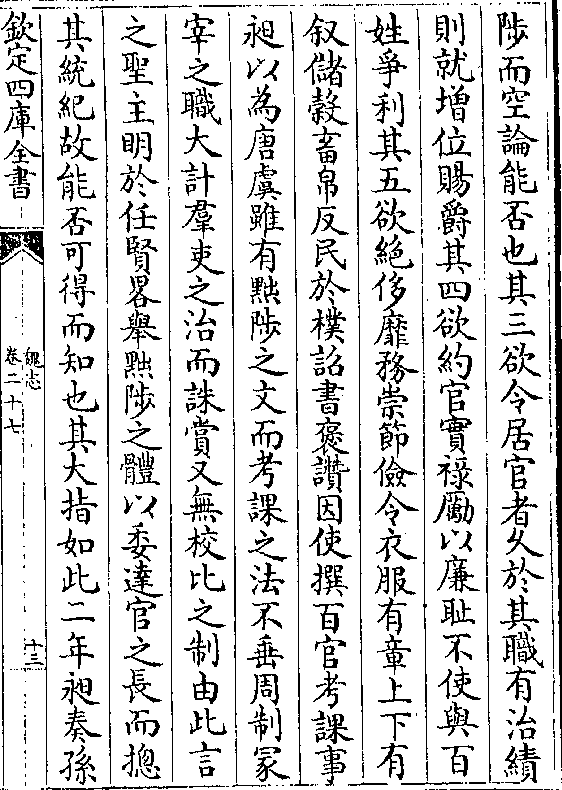 陟而空論能否也其三欲令居官者久於其職有治績
則就增位賜爵其四欲約官實祿勵以廉耻不使與百
姓爭利其五欲絶侈靡務崇節儉令衣服有章上下有
叙儲穀畜帛反民於樸詔書褒讚因使撰百官考課事
昶以為唐虞雖有黜陟之文而考課之法不垂周制冢
宰之職大計羣吏之治而誅賞又無校比之制由此言
之聖主明於任賢畧舉黜陟之體以委達官之長而揔
其統紀故能否可得而知也其大指如此二年昶奏孫
欽定四庫全書
魏志
卷二十七
十三